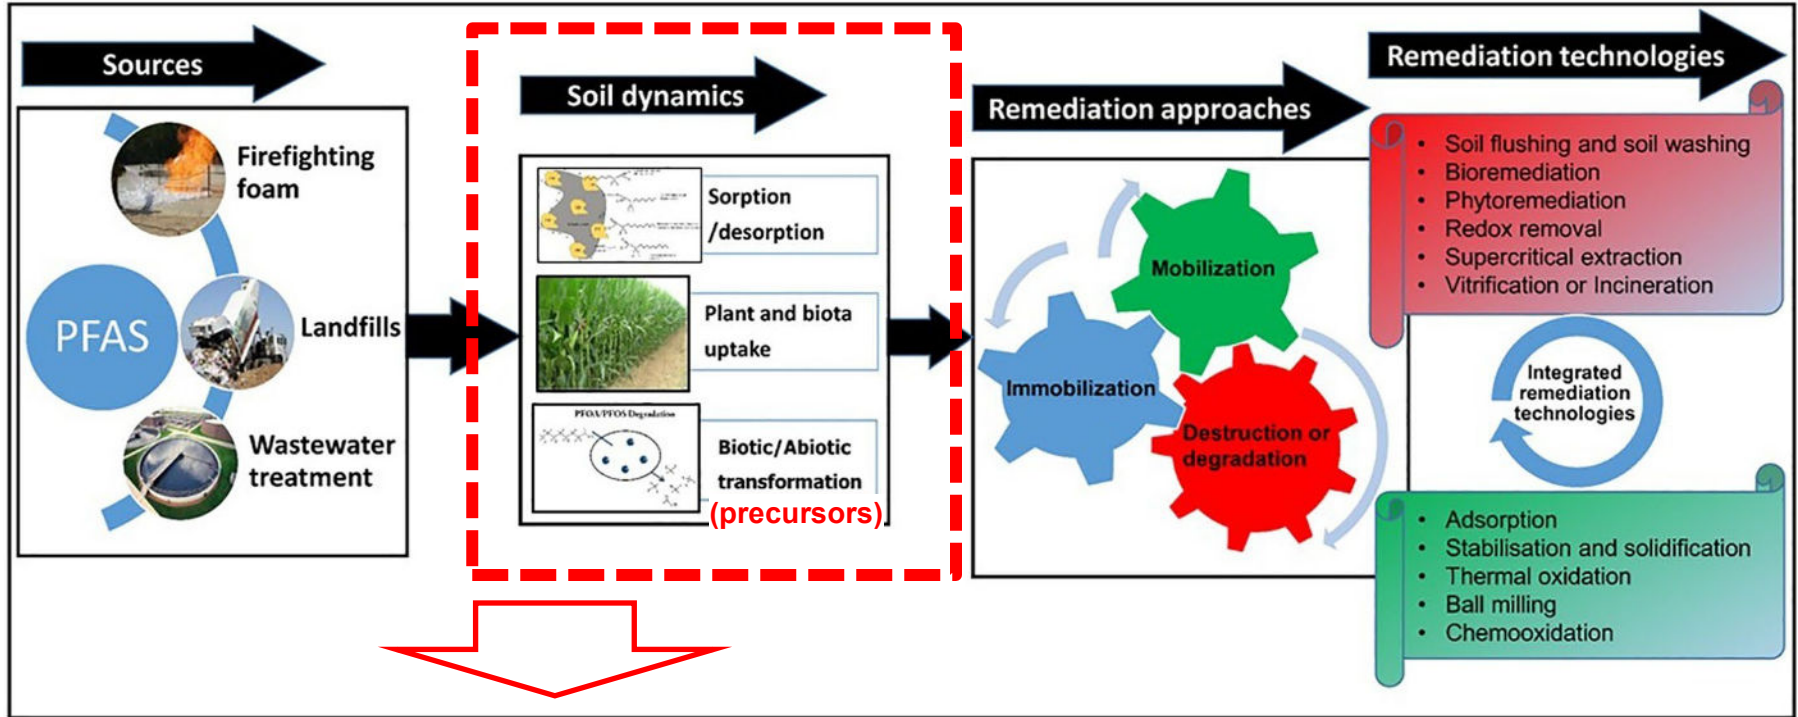 Sources
PFAS
Firefighting
foam
Landfills
Wastewater
treatment
Soil dynamics
Sorption
/desorption
Plant and biota
uptake
PFOA/PFOS Degradation
Biotic/Abiotic
transformation
(precursors)
Remediation approaches
Mobilization
Immobilization
Destruction or
degradation
Remediation technologies
• Soil flushing and soil washing
• Bioremediation
• Phytoremediation
• Redox removal
• Supercritical extraction
• Vitrification or Incineration
Integrated
remediation
technologies
• Adsorption
• Stabilisation and solidification
• Thermal oxidation
• Ball milling
• Chemooxidation